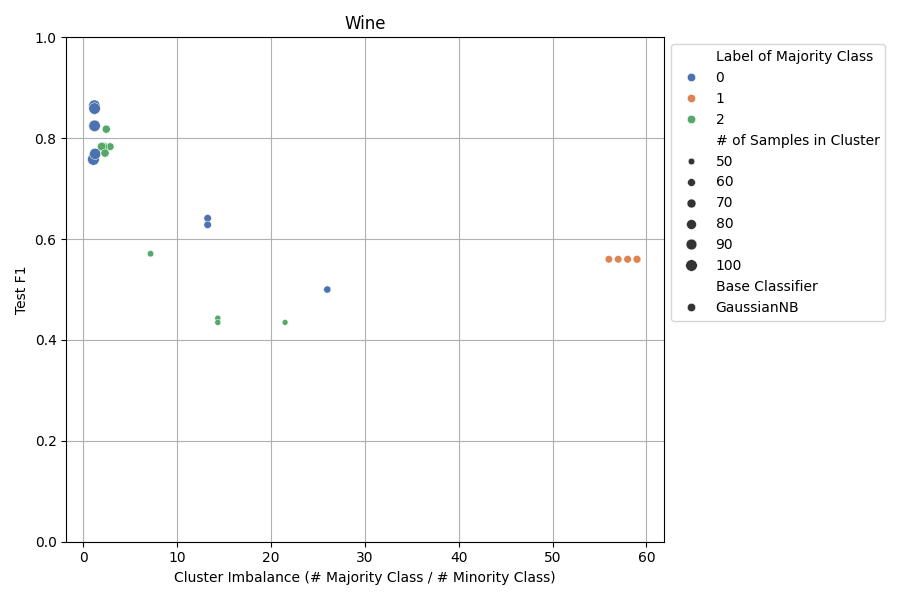 Wine
1.0
0.8
0.6
0.4
0.2
0.0
Test F1
0 10 20 30 40 50 60
Cluster Imbalance (# Majority Class / # Minority Class)
Label of Majority Class
0
1
2
# of Samples in Cluster
50
60
70
80
90
100
Base Classifier
GaussianNB